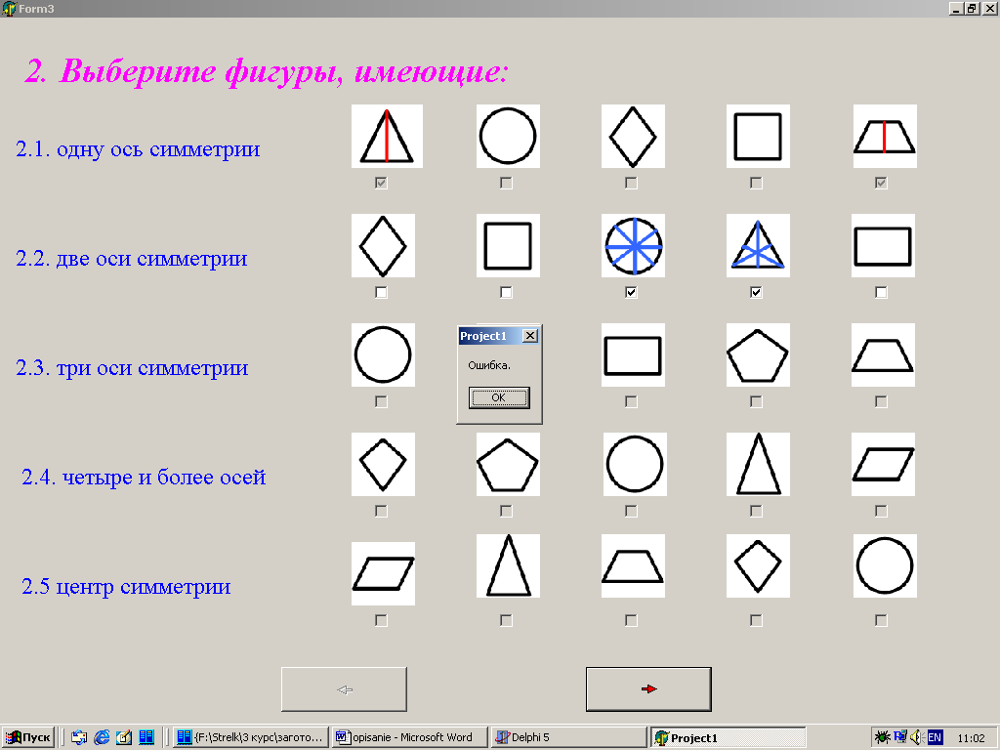 Form3
2. Выберите фигуры, имеющие:
2.1. одну ось симметрии
2.2. две оси симметрии
2.3. три оси симметрии
Project1
Ошибка.
OK
2.4. четыре и более осей
2.5 центр симметрии
Пуск
{F:\Strelk\3 курс\загото...
opisanie - Microsoft Word
Delphi 5
Project1
EN
11:02